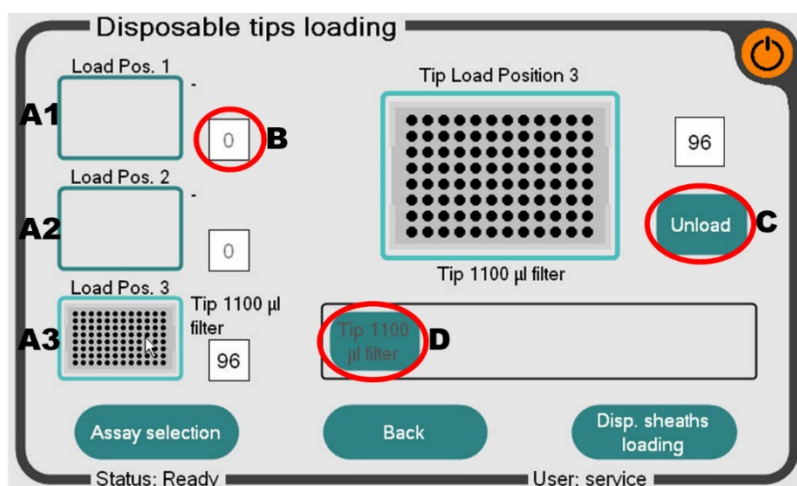 Disposable tips loading
Load Pos. 1
A1
-
0
B
Load Pos. 2
A2
-
0
Load Pos. 3
A3
Tip 1100 µl
filter
96
Tip Load Position 3
96
Unload
C
Tip 1100 µl filter
Tip 1100
µl filter
D
Assay selection
Back
Disp. sheaths
loading
Status: Ready
User: service